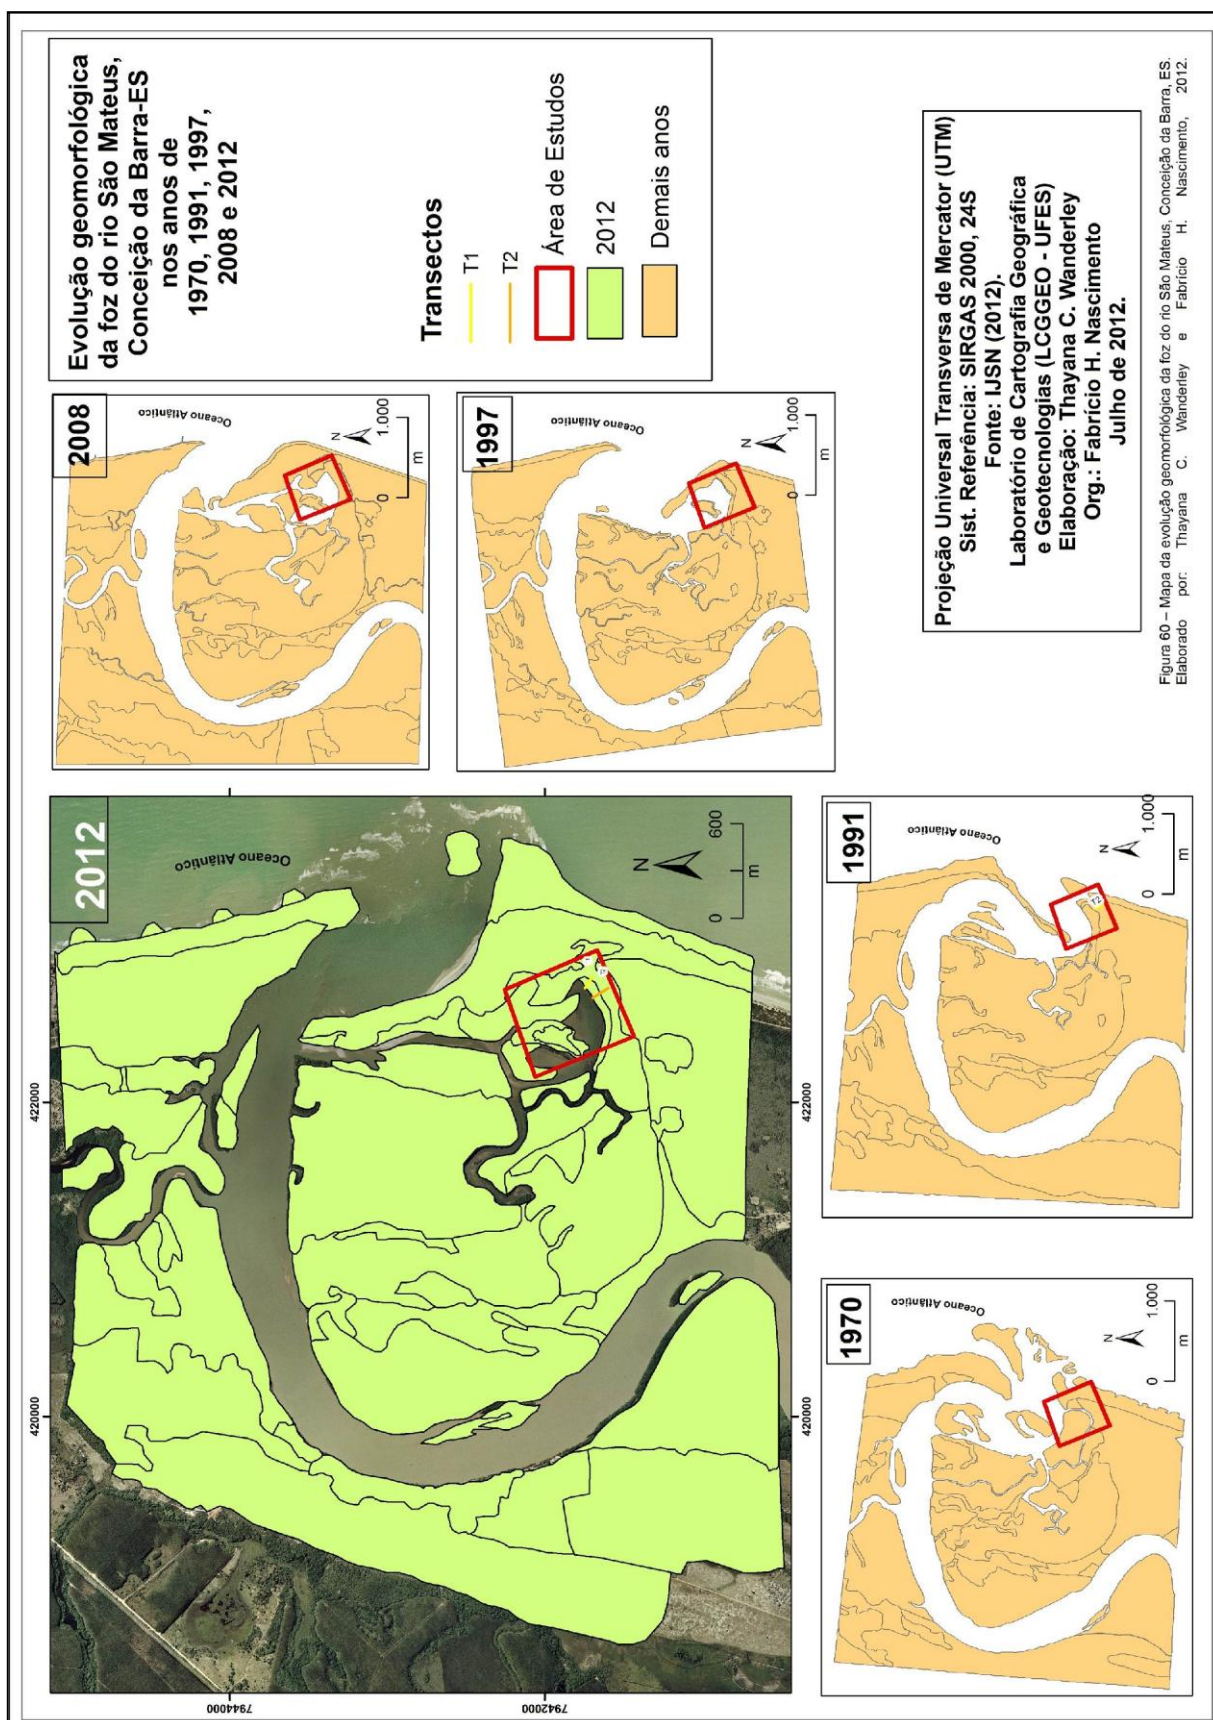 Evolução geomorfológica
da foz do rio São Mateus,
Conceição da Barra-ES
nos anos de
1970, 1991, 1997,
2008 e 2012
Transectos
T1
T2
Área de Estudos
2012
Demais anos
2012
Oceano Atlântico
N
0 600
m
420000
422000
420000
422000
7944000
7942000
2008
Oceano Atlântico
N
0 1.000
m
1997
Oceano Atlântico
N
0 1.000
m
1970
Oceano Atlântico
N
0 1.000
m
1991
Oceano Atlântico
T2
N
0 1.000
m
Projeção Universal Transversa de Mercator (UTM)
Sist. Referência: SIRGAS 2000, 24S
Fonte: IJSN (2012).
Laboratório de Cartografia Geográfica
e Geotecnologias (LCGGEO - UFES)
Elaboração: Thayana C. Wanderley
Org.: Fabrício H. Nascimento
Julho de 2012.
Figura 60 – Mapa da evolução geomorfológica da foz do rio São Mateus, Conceição da Barra, ES.
Elaborado por: Thayana C. Wanderley e Fabrício H. Nascimento, 2012.